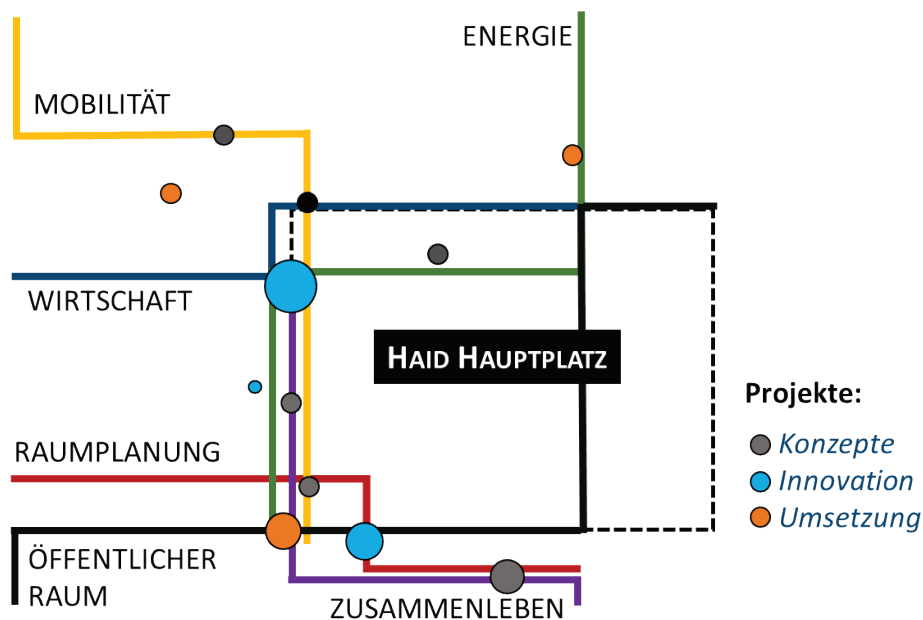 ENERGIE
MOBILITÄT
WIRTSCHAFT
HAID HAUPTPLATZ
Projekte:
Konzepte
Innovation
Umsetzung
RAUMPLANUNG
ÖFFENTLICHER
RAUM
ZUSAMMENLEBEN